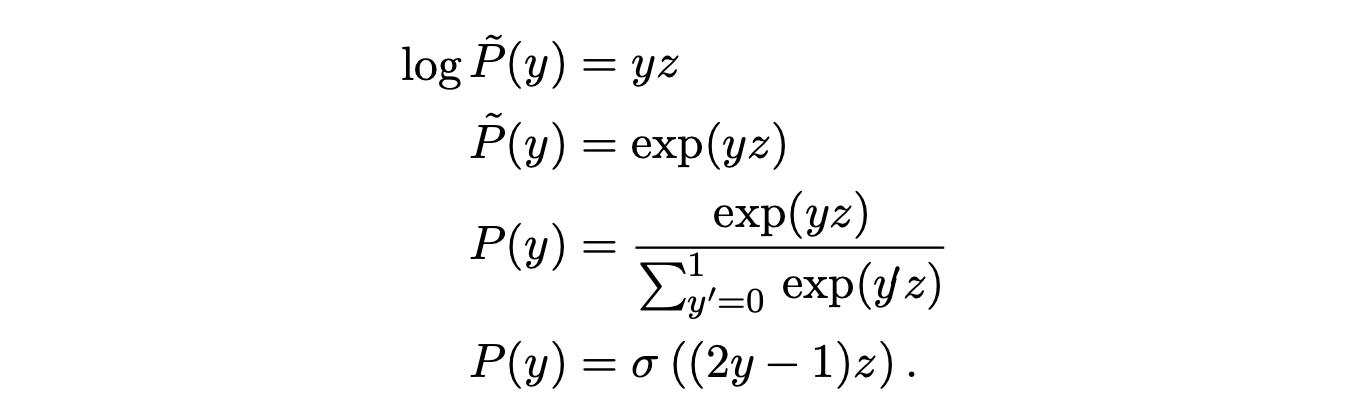 log P̃(y) = yz
P̃(y) = exp(yz)
P(y) = exp(yz) / ∑_{y′=0}^{1} exp(y′z)
P(y) = σ ((2y − 1)z) .